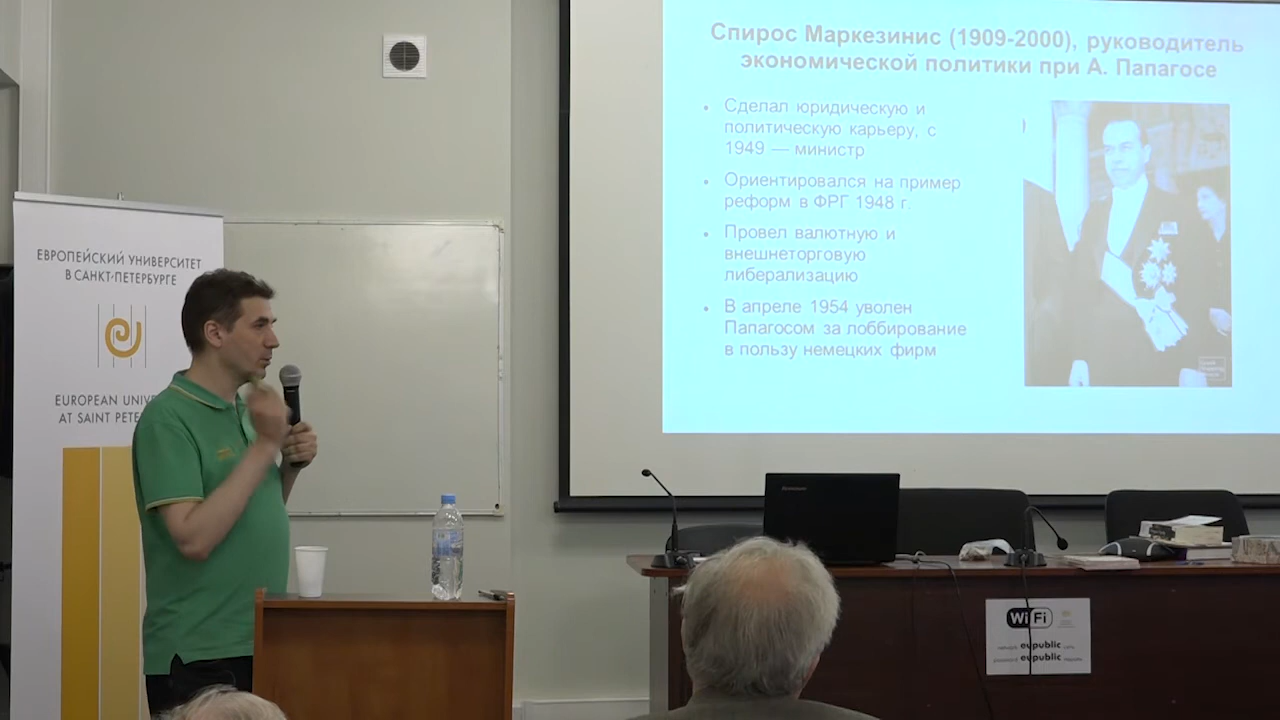 Спирос Маркезинис (1909-2000), руководитель
экономической политики при А. Папагосе
Сделал юридическую и
политическую карьеру, с
1949 — министр
Ориентировался на пример
реформ в ФРГ 1948 г.
Провел валютную и
внешнеторговую
либерализацию
В апреле 1954 уволен
Папагосом за лоббирование
в пользу немецких фирм
ЕВРОПЕЙСКИЙ УНИВЕРСИТЕТ
В САНКТ-ПЕТЕРБУРГЕ
EUROPEAN UNIV
AT SAINT PETE
Lenovo
WiFi
eupublic
eupublic